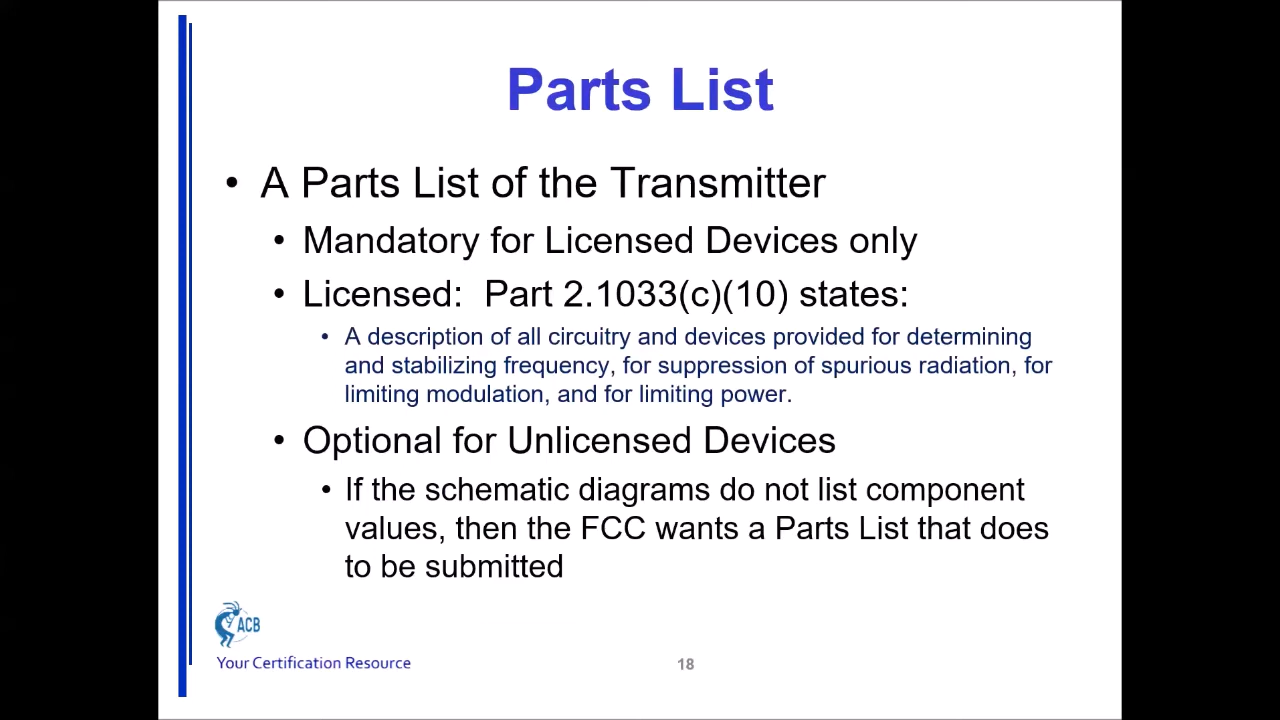 Parts List
• A Parts List of the Transmitter
• Mandatory for Licensed Devices only
• Licensed: Part 2.1033(c)(10) states:
• A description of all circuitry and devices provided for determining
and stabilizing frequency, for suppression of spurious radiation, for
limiting modulation, and for limiting power.
• Optional for Unlicensed Devices
• If the schematic diagrams do not list component
values, then the FCC wants a Parts List that does
to be submitted
ACB
Your Certification Resource
18